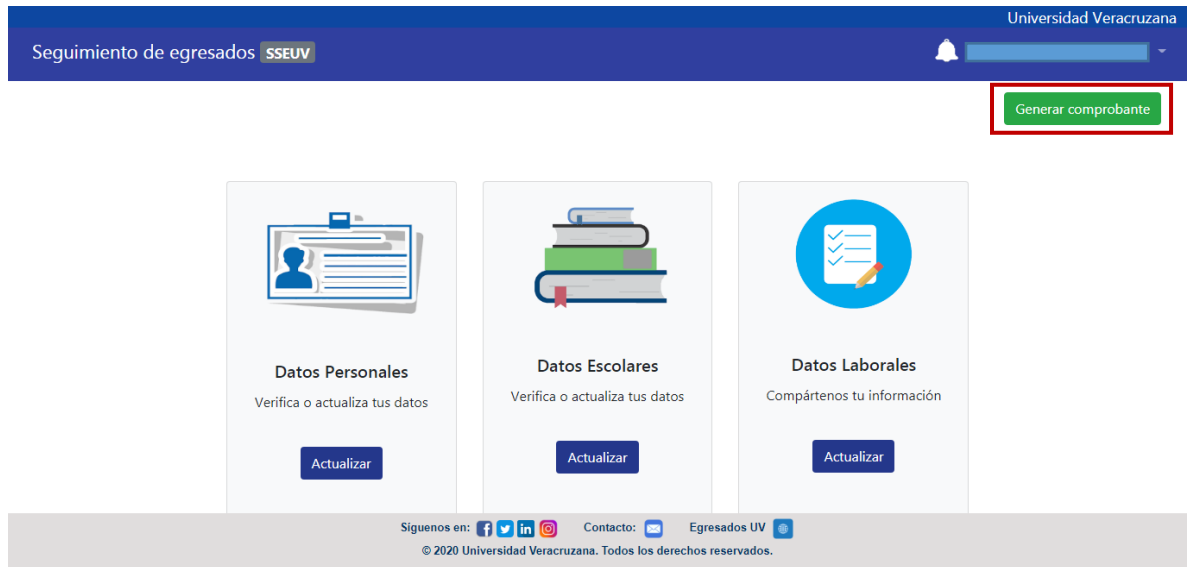 Universidad Veracruzana
Seguimiento de egresados SSEUV
Generar comprobante
Datos Personales
Verifica o actualiza tus datos
Actualizar
Datos Escolares
Verifica o actualiza tus datos
Actualizar
Datos Laborales
Compártenos tu información
Actualizar
Síguenos en: Contacto: Egresados UV
© 2020 Universidad Veracruzana. Todos los derechos reservados.